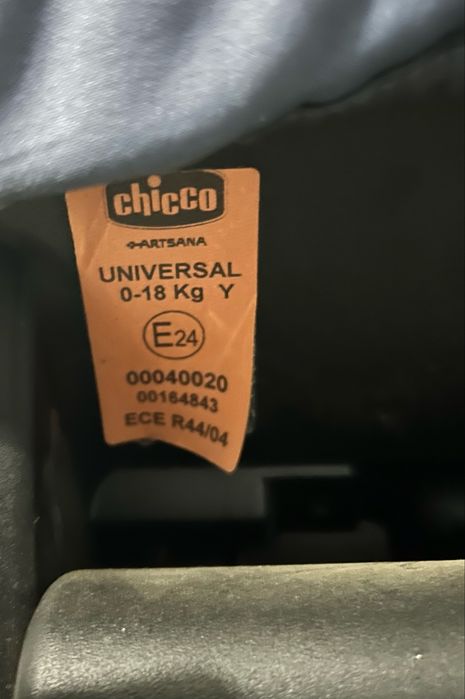 chicco
ARTSANA
UNIVERSAL
0-18 Kg Y
E24
00040020
00164843
ECE R44/04